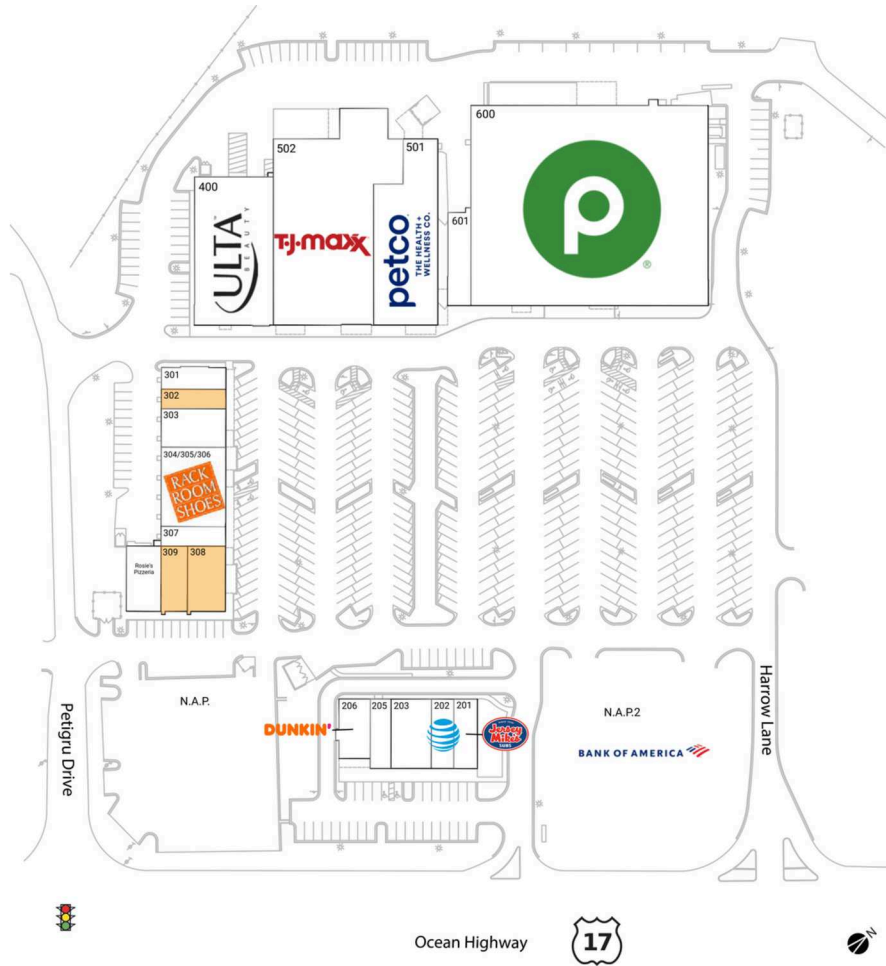 600
502
501
400
ULTA
BEAUTY
T·J·maxx
petco
THE HEALTH +
WELLNESS CO.
601
p
®
301
302
303
304/305/306
RACK
ROOM
SHOES
307
309
308
Rosie's
Pizzeria
N.A.P.
206
205
203
202
201
DUNKIN'
Jersey
Mike's
SUBS
N.A.P.2
BANK OF AMERICA
Petigru Drive
Harrow Lane
Ocean Highway
17
N